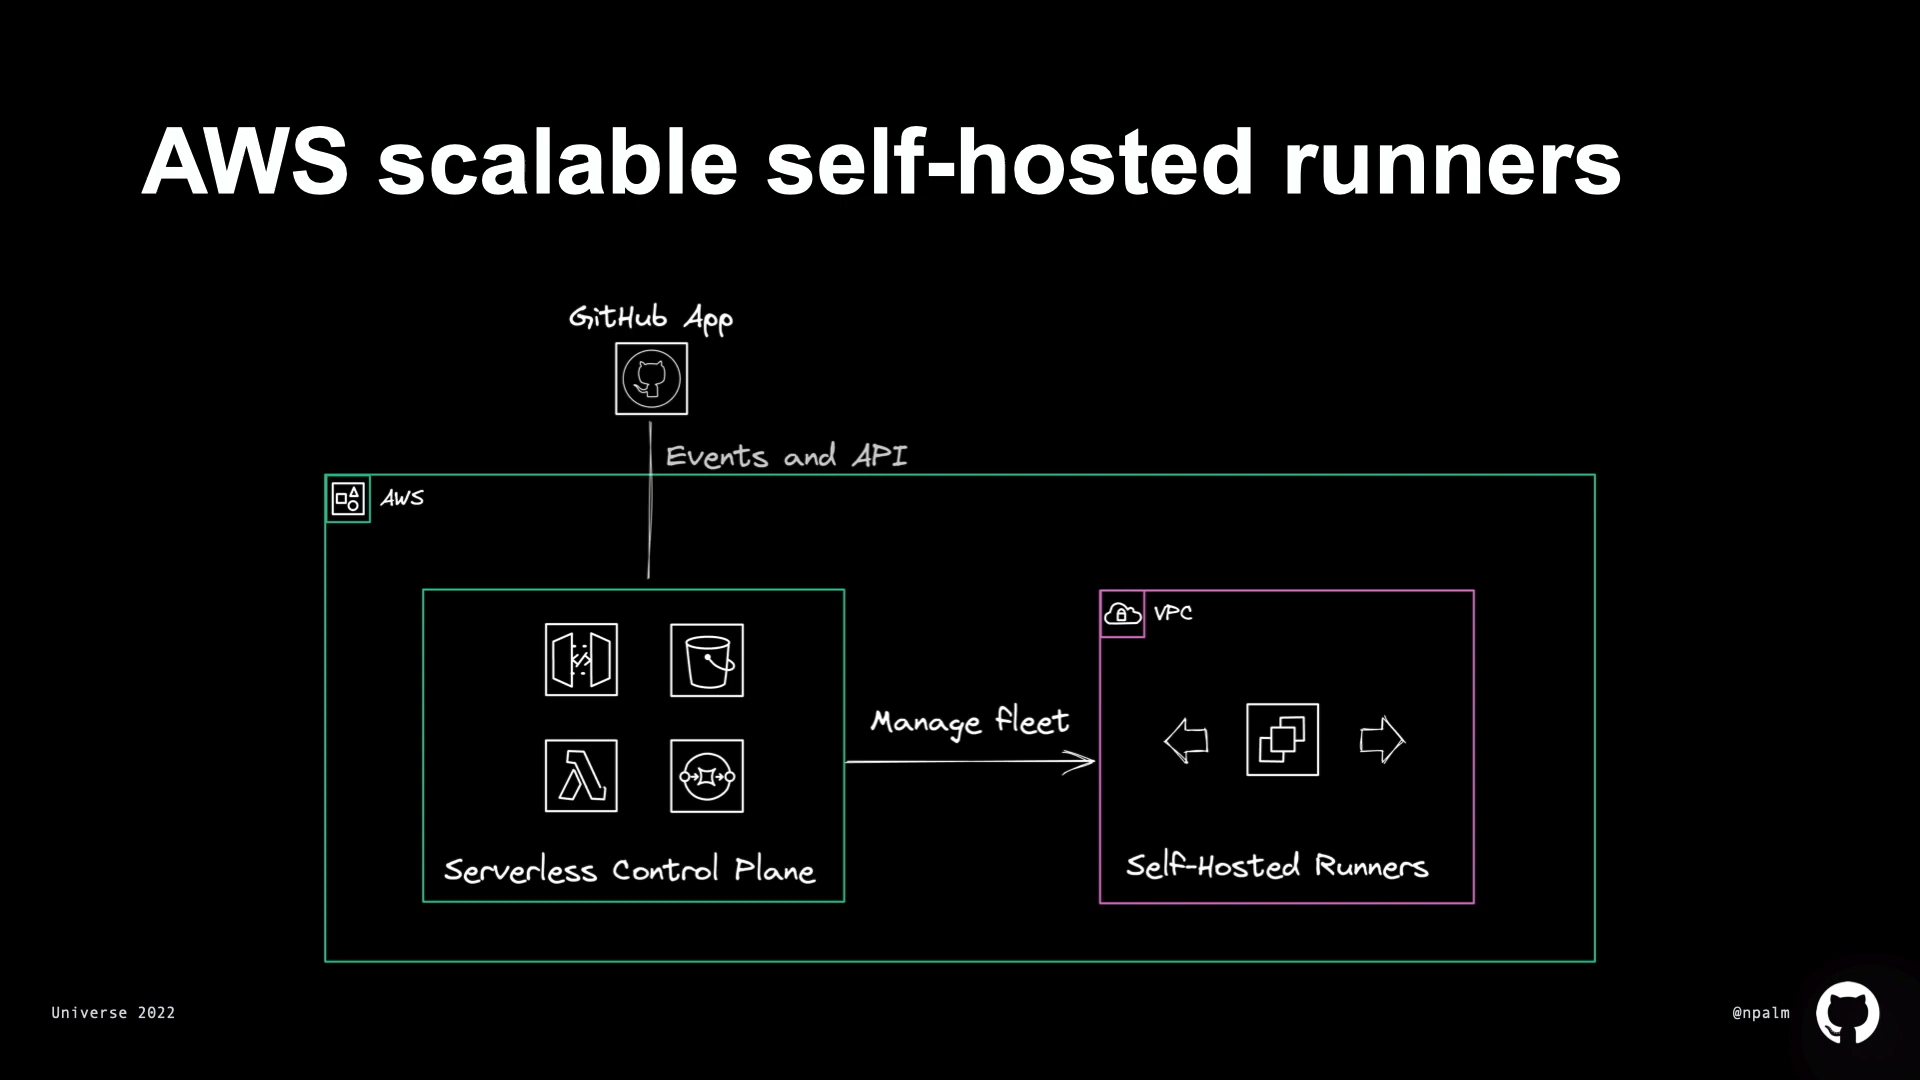 AWS scalable self-hosted runners
GitHub App
Events and API
AWS
VPC
Manage fleet
Serverless Control Plane
Self-Hosted Runners
Universe 2022
@npalm